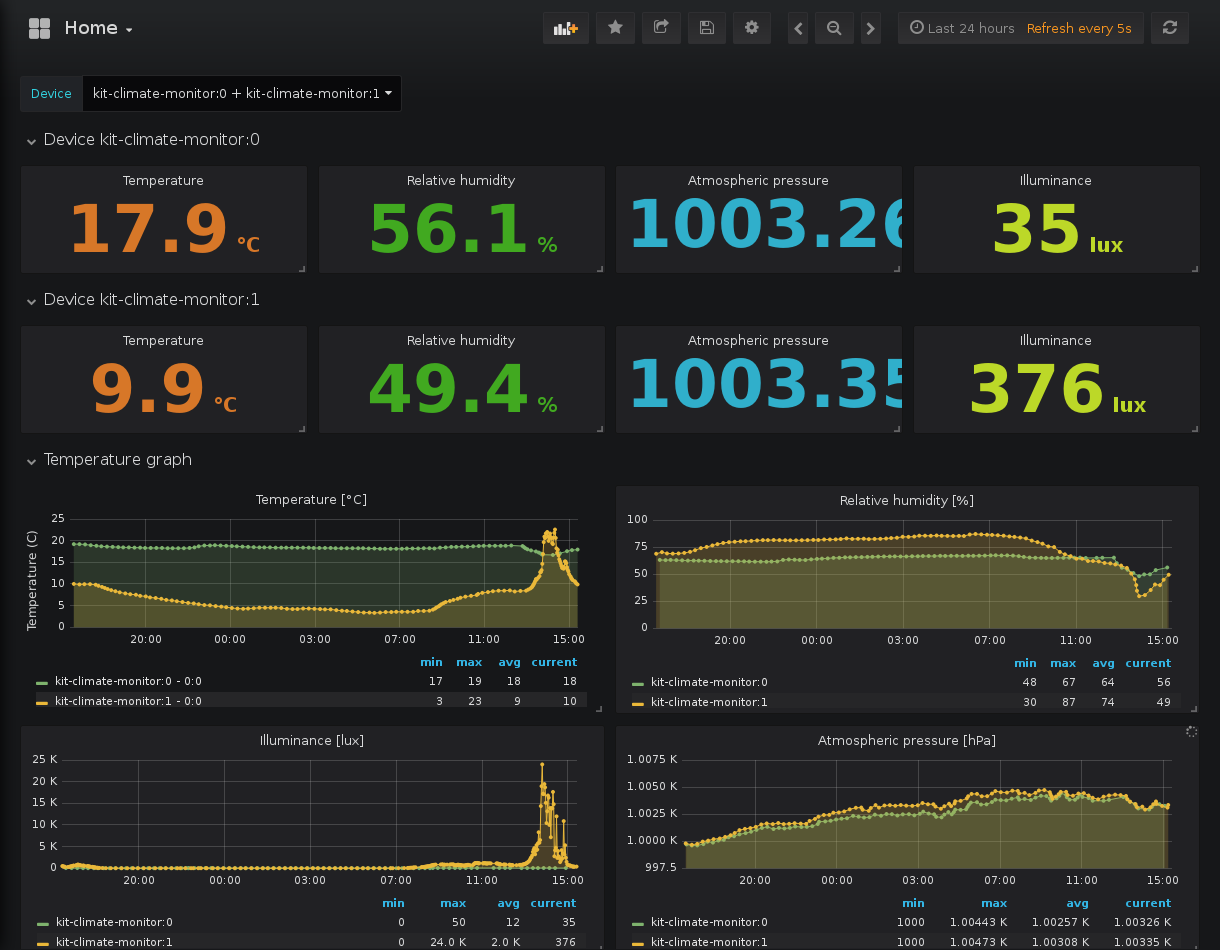 Home
Last 24 hours Refresh every 5s
Device kit-climate-monitor:0 + kit-climate-monitor:1
Device kit-climate-monitor:0
Temperature
17.9 °C
Relative humidity
56.1 %
Atmospheric pressure
1003.26
Illuminance
35 lux
Device kit-climate-monitor:1
Temperature
9.9 °C
Relative humidity
49.4 %
Atmospheric pressure
1003.35
Illuminance
376 lux
Temperature graph
Temperature [°C]
Temperature (C)
25
20
15
10
5
0
20:00 00:00 03:00 07:00 11:00 15:00
min max avg current
kit-climate-monitor:0 - 0:0 17 19 18 18
kit-climate-monitor:1 - 0:0 3 23 9 10
Relative humidity [%]
100
75
50
25
0
20:00 00:00 03:00 07:00 11:00 15:00
min max avg current
kit-climate-monitor:0 48 67 64 56
kit-climate-monitor:1 30 87 74 49
Illuminance [lux]
25 K
20 K
15 K
10 K
5 K
0
20:00 00:00 03:00 07:00 11:00 15:00
min max avg current
kit-climate-monitor:0 0 50 12 35
kit-climate-monitor:1 0 24.0 K 2.0 K 376
Atmospheric pressure [hPa]
1.0075 K
1.0050 K
1.0025 K
1.0000 K
997.5
20:00 00:00 03:00 07:00 11:00 15:00
min max avg current
kit-climate-monitor:0 1000 1.00443 K 1.00257 K 1.00326 K
kit-climate-monitor:1 1000 1.00473 K 1.00308 K 1.00335 K